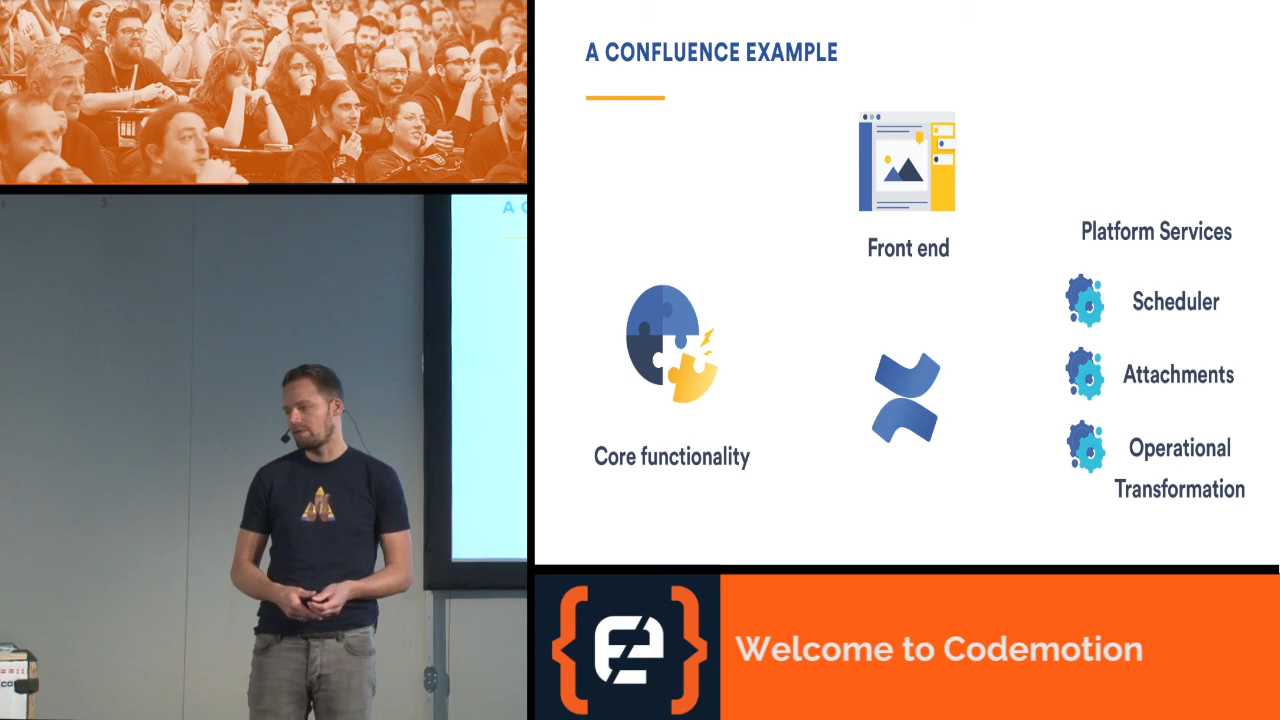 A CONFLUENCE EXAMPLE
Front end
Platform Services
Scheduler
Attachments
Operational
Transformation
Core functionality
A C
Welcome to Codemotion